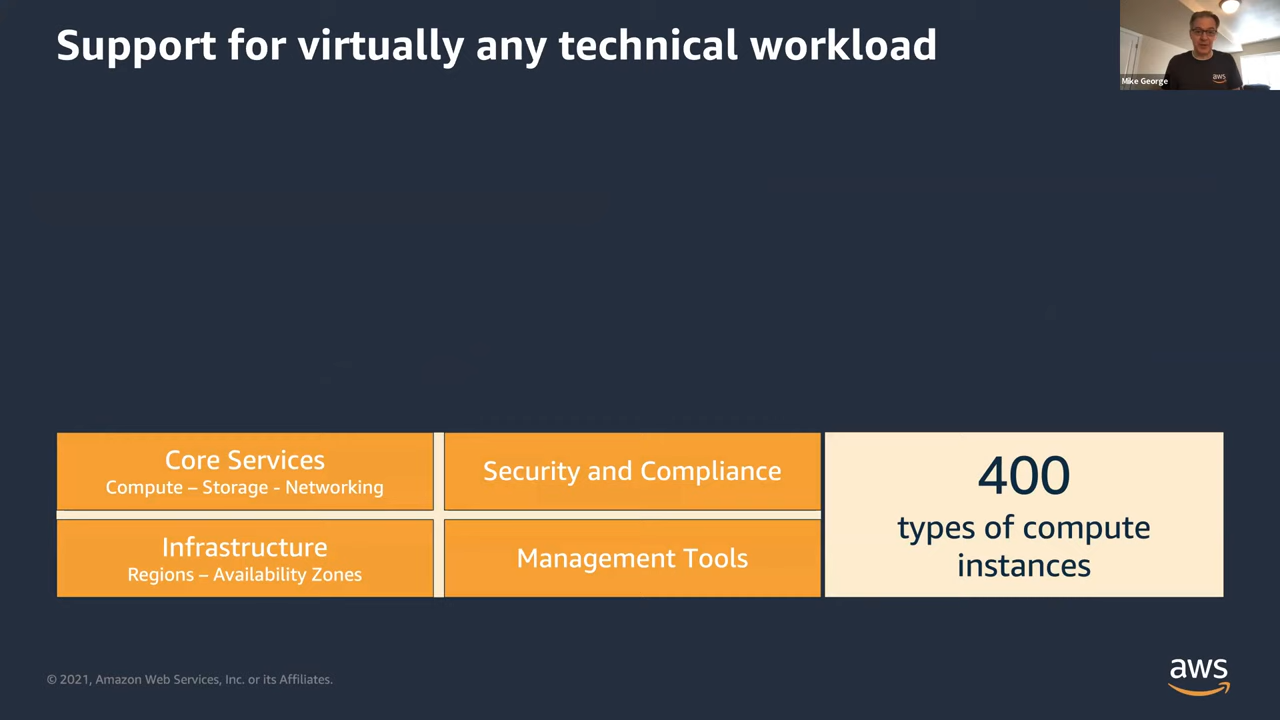 Support for virtually any technical workload
aws
Mike George
Core Services
Compute – Storage - Networking
Security and Compliance
Infrastructure
Regions – Availability Zones
Management Tools
400
types of compute
instances
© 2021, Amazon Web Services, Inc. or its Affiliates.
aws